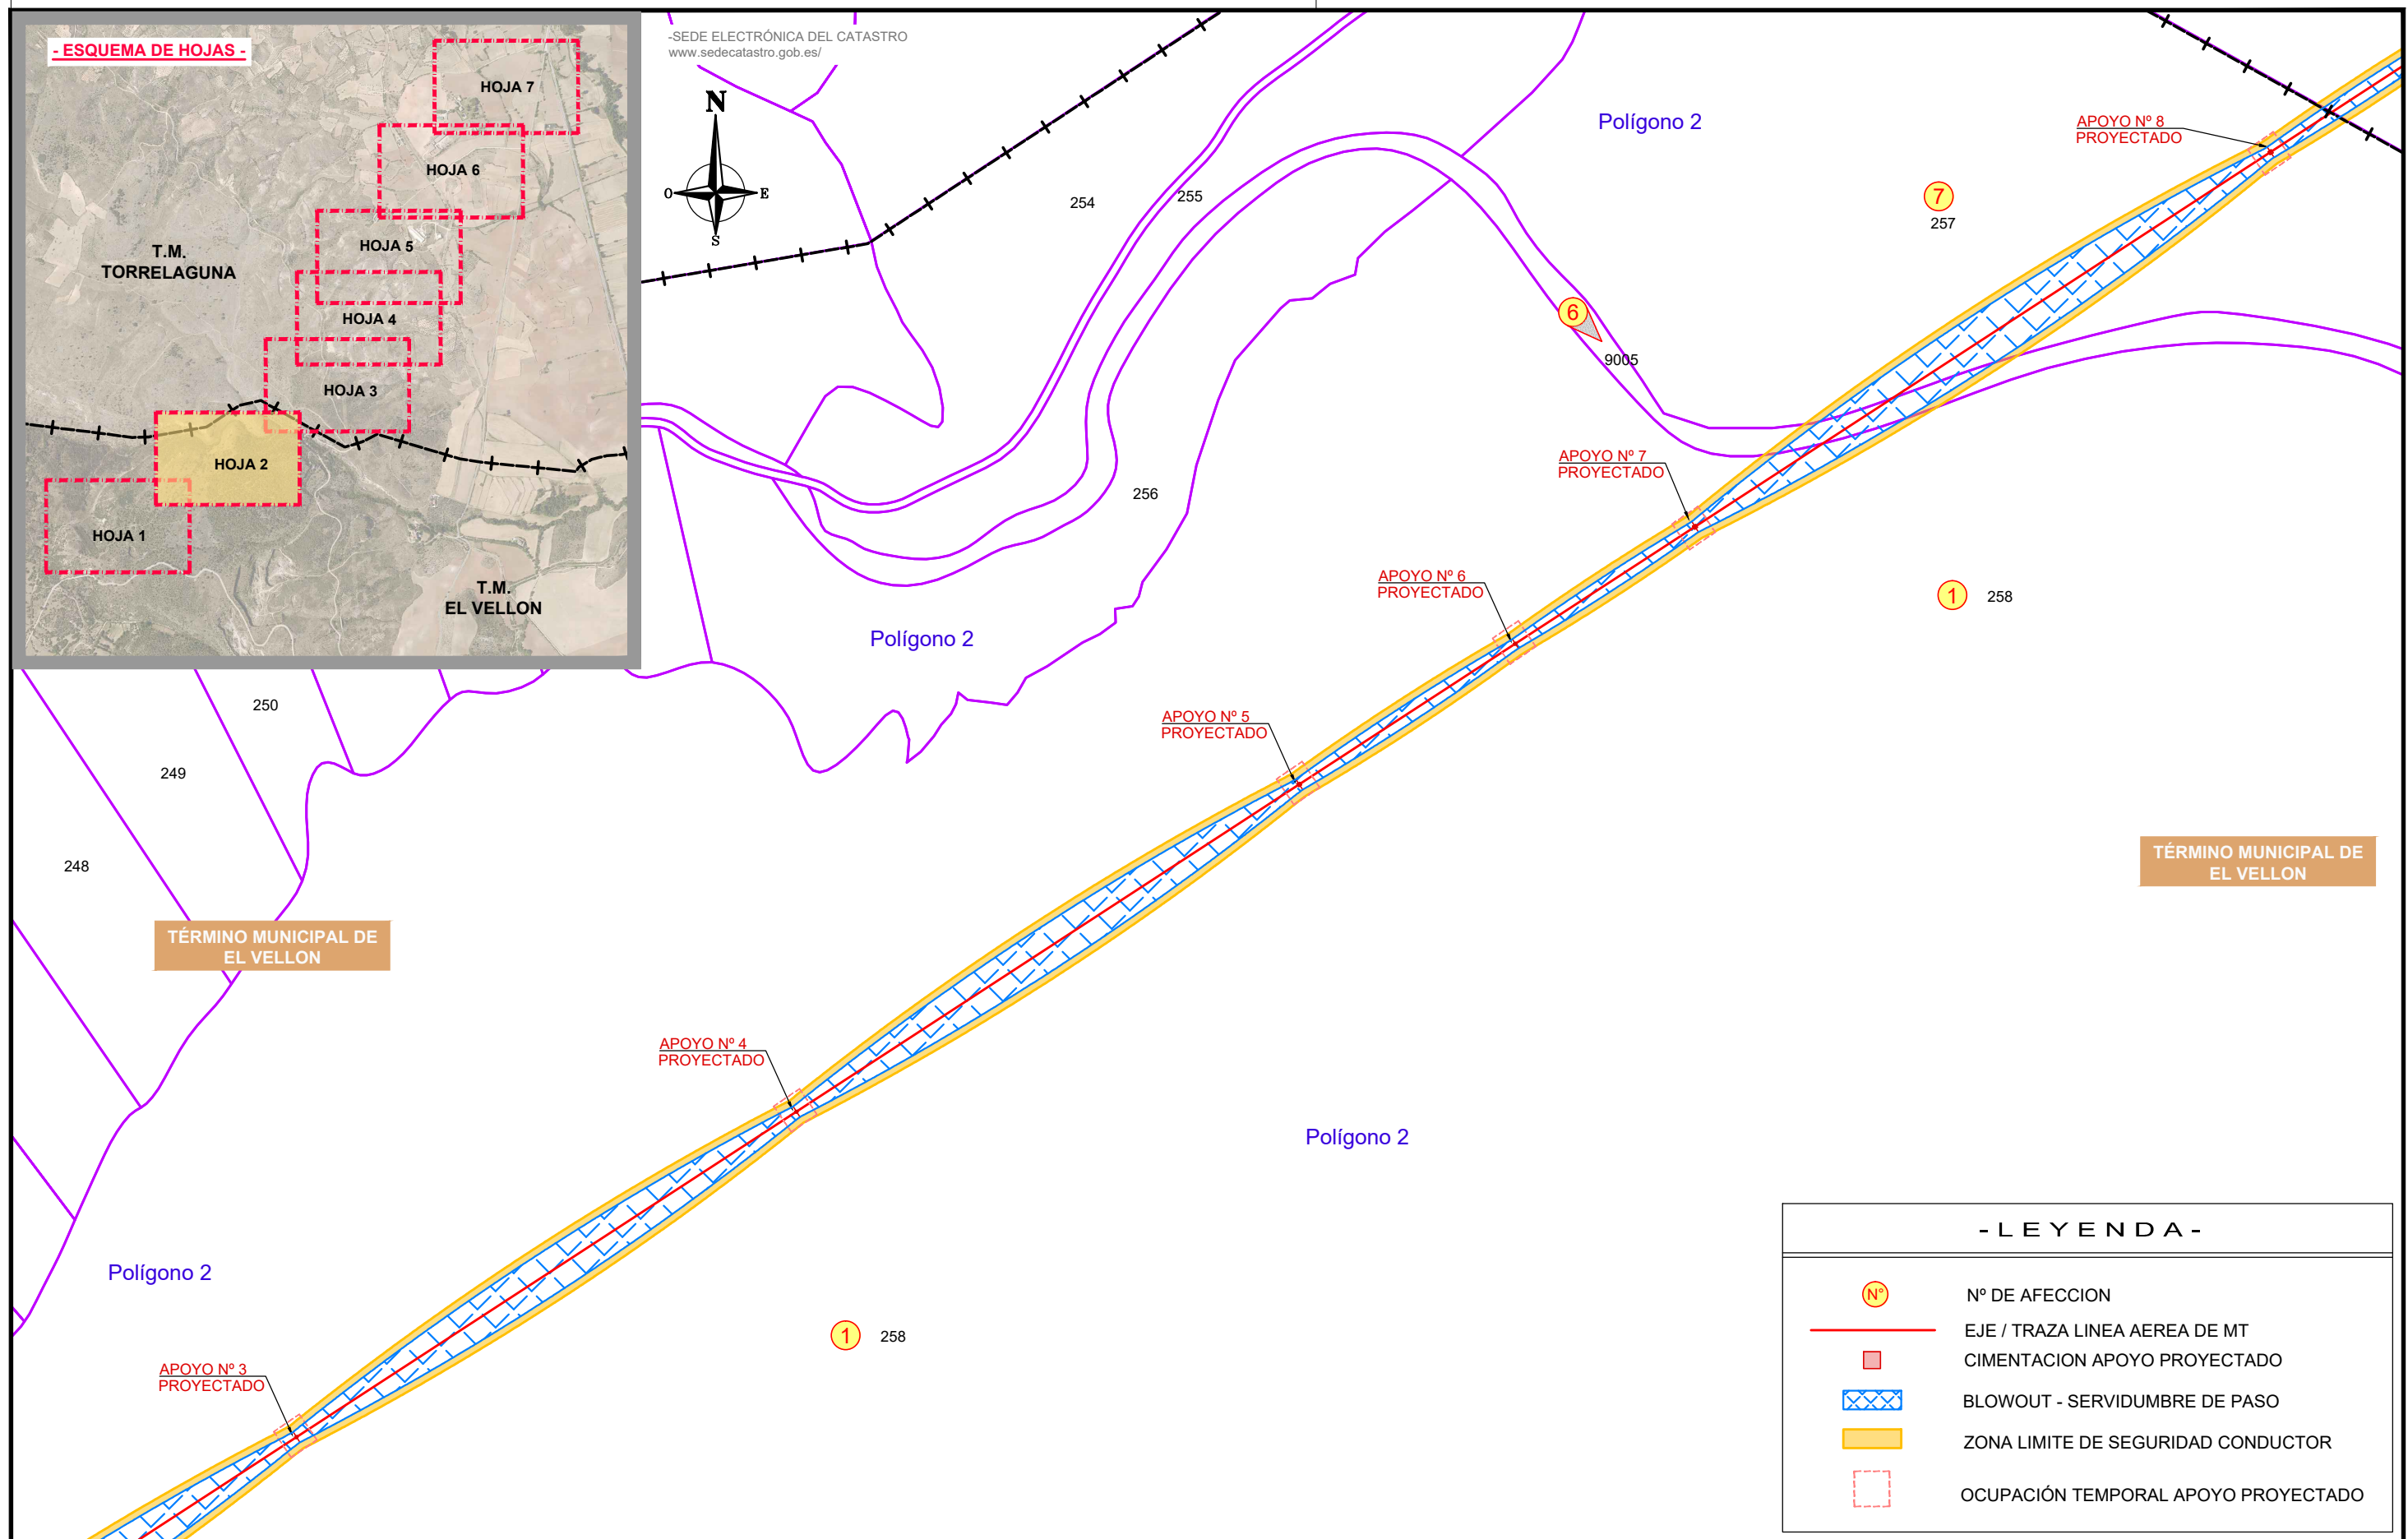 - ESQUEMA DE HOJAS -
HOJA 7
HOJA 6
HOJA 5
HOJA 4
HOJA 3
HOJA 2
HOJA 1
T.M.
TORRELAGUNA
T.M.
EL VELLON
-SEDE ELECTRÓNICA DEL CATASTRO
www.sedecatastro.gob.es/
N
O
E
S
254
255
Polígono 2
7
257
APOYO Nº 8
PROYECTADO
6
9005
256
APOYO Nº 7
PROYECTADO
APOYO Nº 6
PROYECTADO
1
258
Polígono 2
APOYO Nº 5
PROYECTADO
250
249
248
TÉRMINO MUNICIPAL DE
EL VELLON
TÉRMINO MUNICIPAL DE
EL VELLON
APOYO Nº 4
PROYECTADO
Polígono 2
Polígono 2
1
258
APOYO Nº 3
PROYECTADO
- L E Y E N D A -
N°
Nº DE AFECCION
EJE / TRAZA LINEA AEREA DE MT
CIMENTACION APOYO PROYECTADO
BLOWOUT - SERVIDUMBRE DE PASO
ZONA LIMITE DE SEGURIDAD CONDUCTOR
OCUPACIÓN TEMPORAL APOYO PROYECTADO